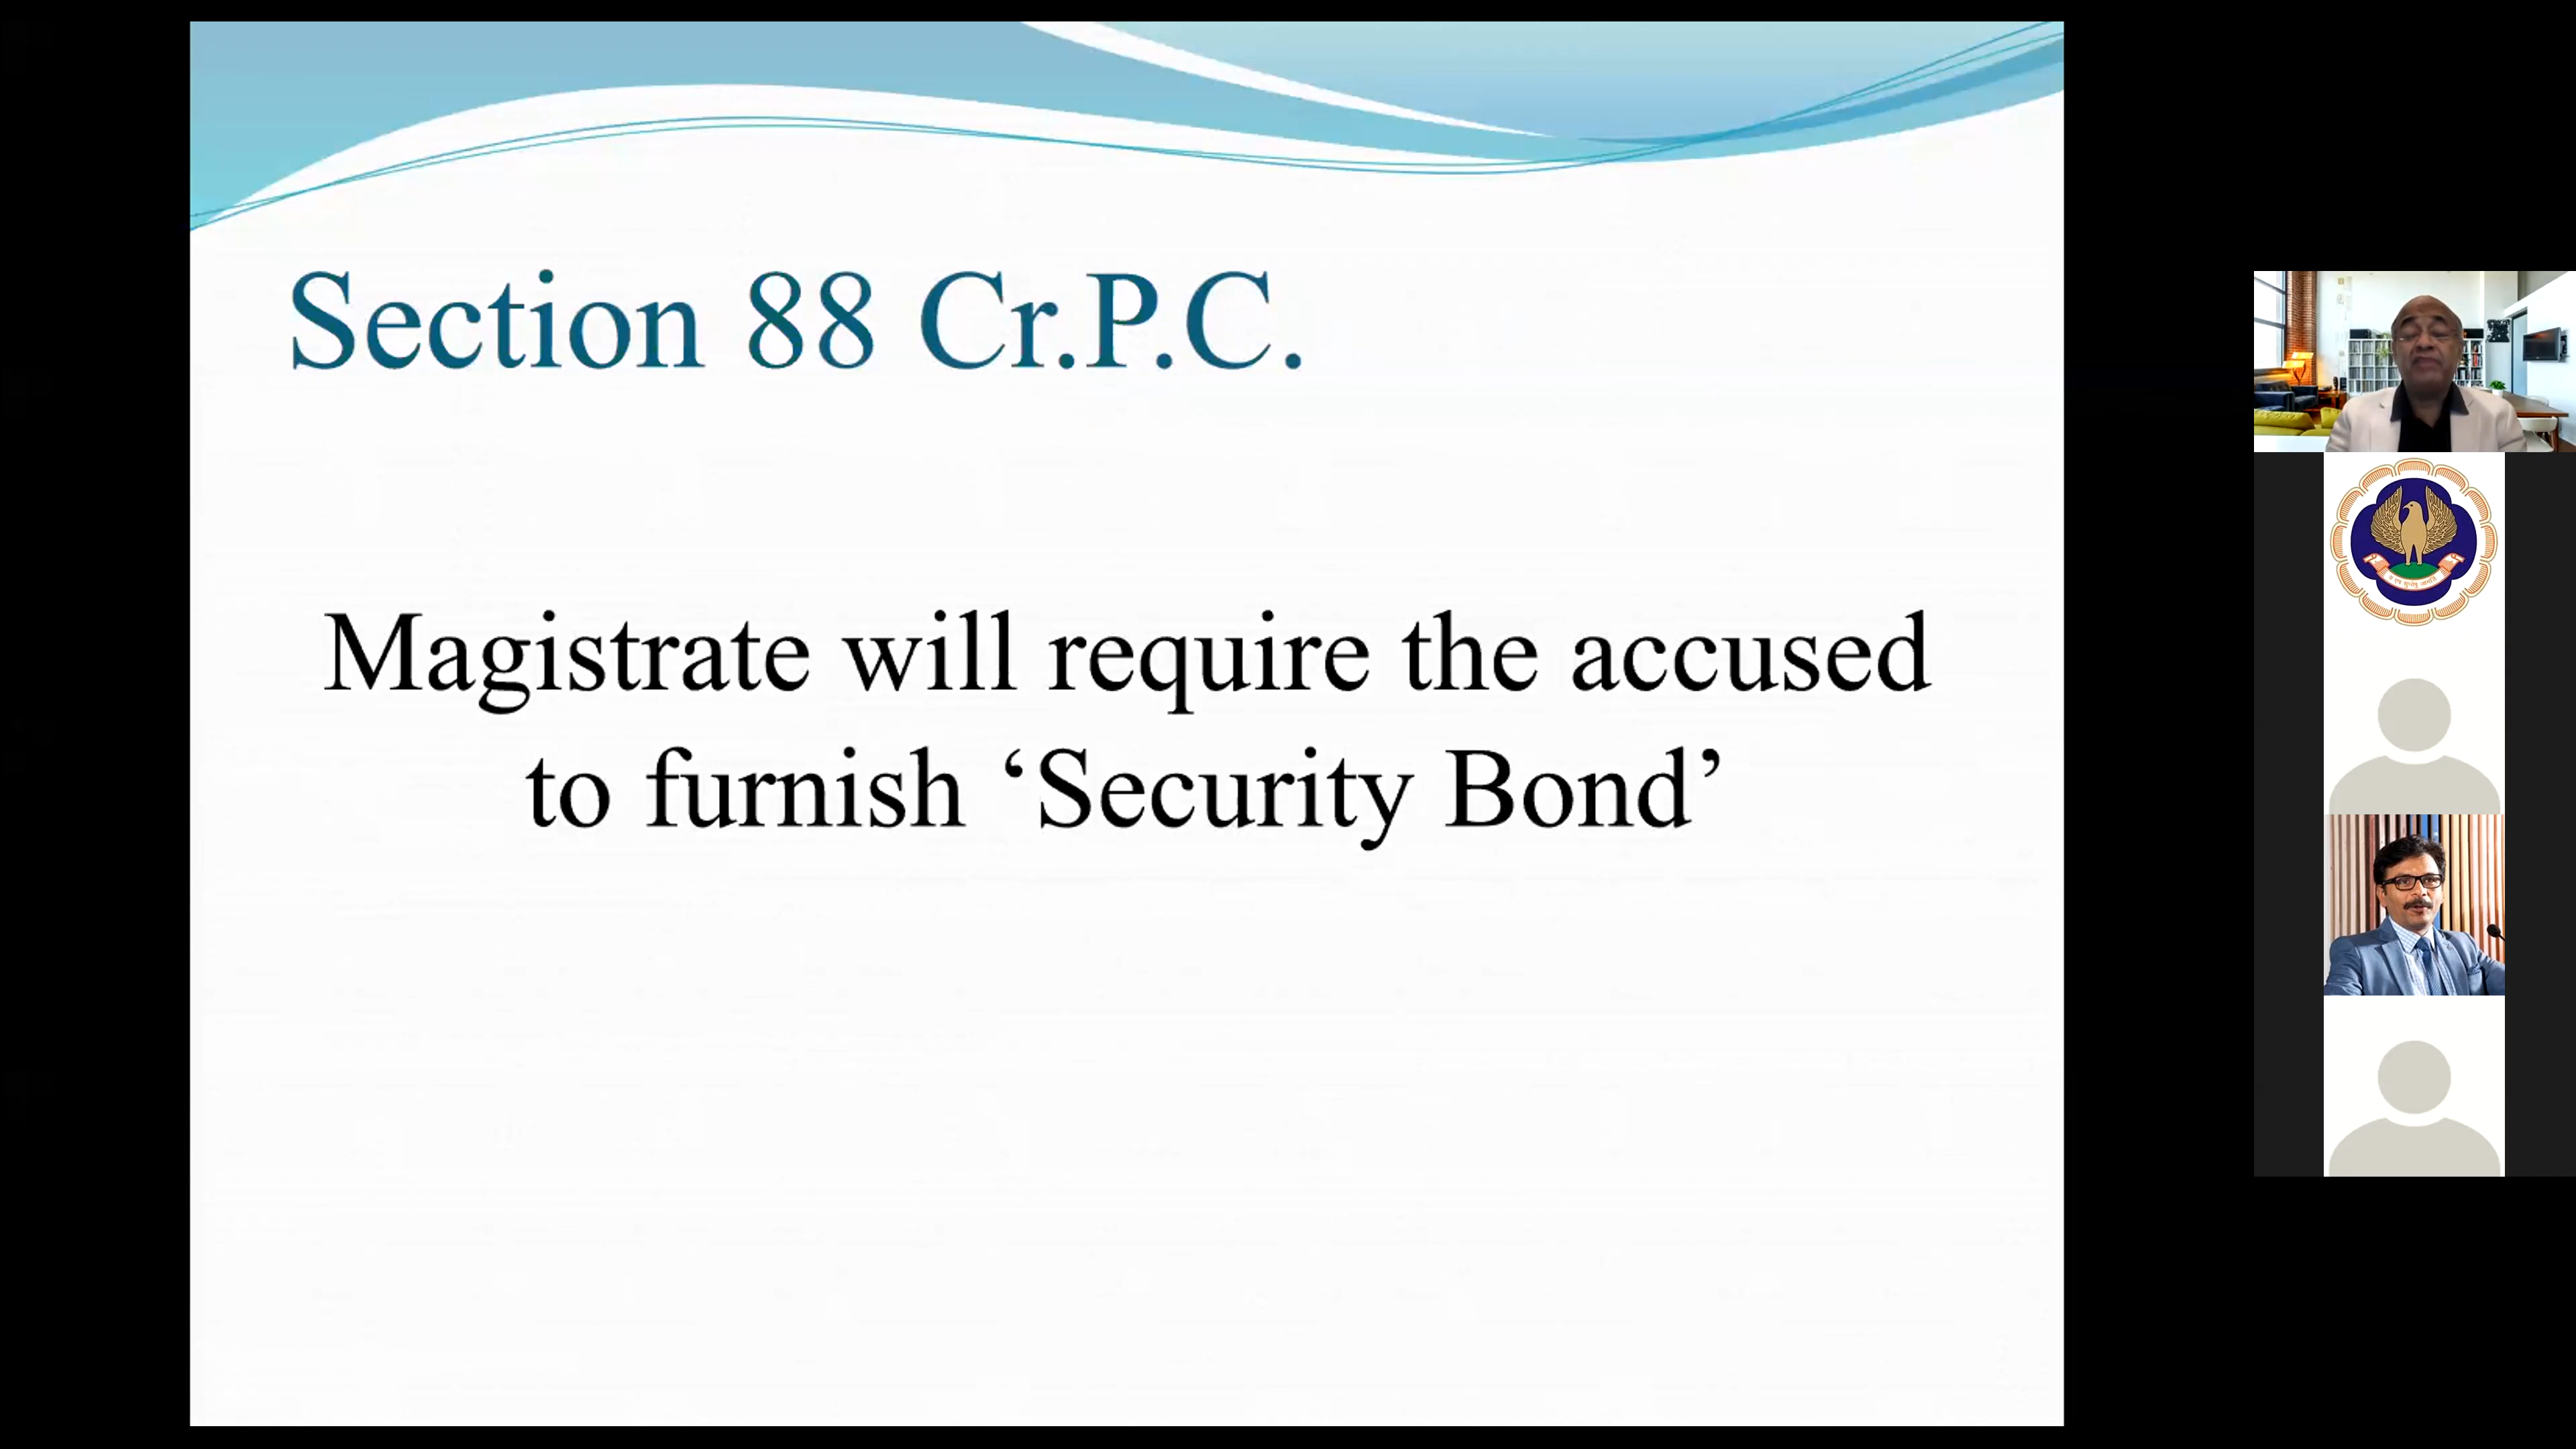 Section 88 Cr.P.C.
Magistrate will require the accused
to furnish ‘Security Bond’